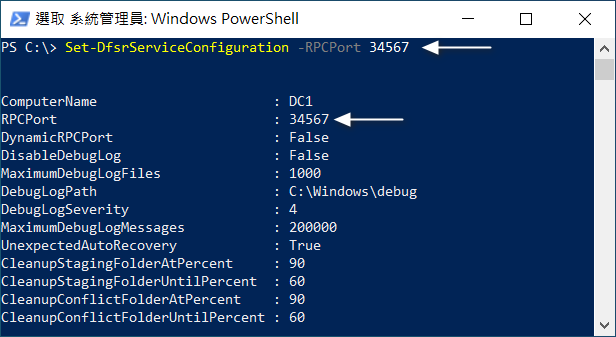 選取 系統管理員: Windows PowerShell
PS C:\> Set-DfsrServiceConfiguration -RPCPort 34567
ComputerName                  : DC1
RPCPort                       : 34567
DynamicRPCPort                : False
DisableDebugLog               : False
MaximumDebugLogFiles          : 1000
DebugLogPath                  : C:\Windows\debug
DebugLogSeverity              : 4
MaximumDebugLogMessages       : 200000
UnexpectedAutoRecovery        : True
CleanupStagingFolderAtPercent     : 90
CleanupStagingFolderUntilPercent  : 60
CleanupConflictFolderAtPercent    : 90
CleanupConflictFolderUntilPercent : 60